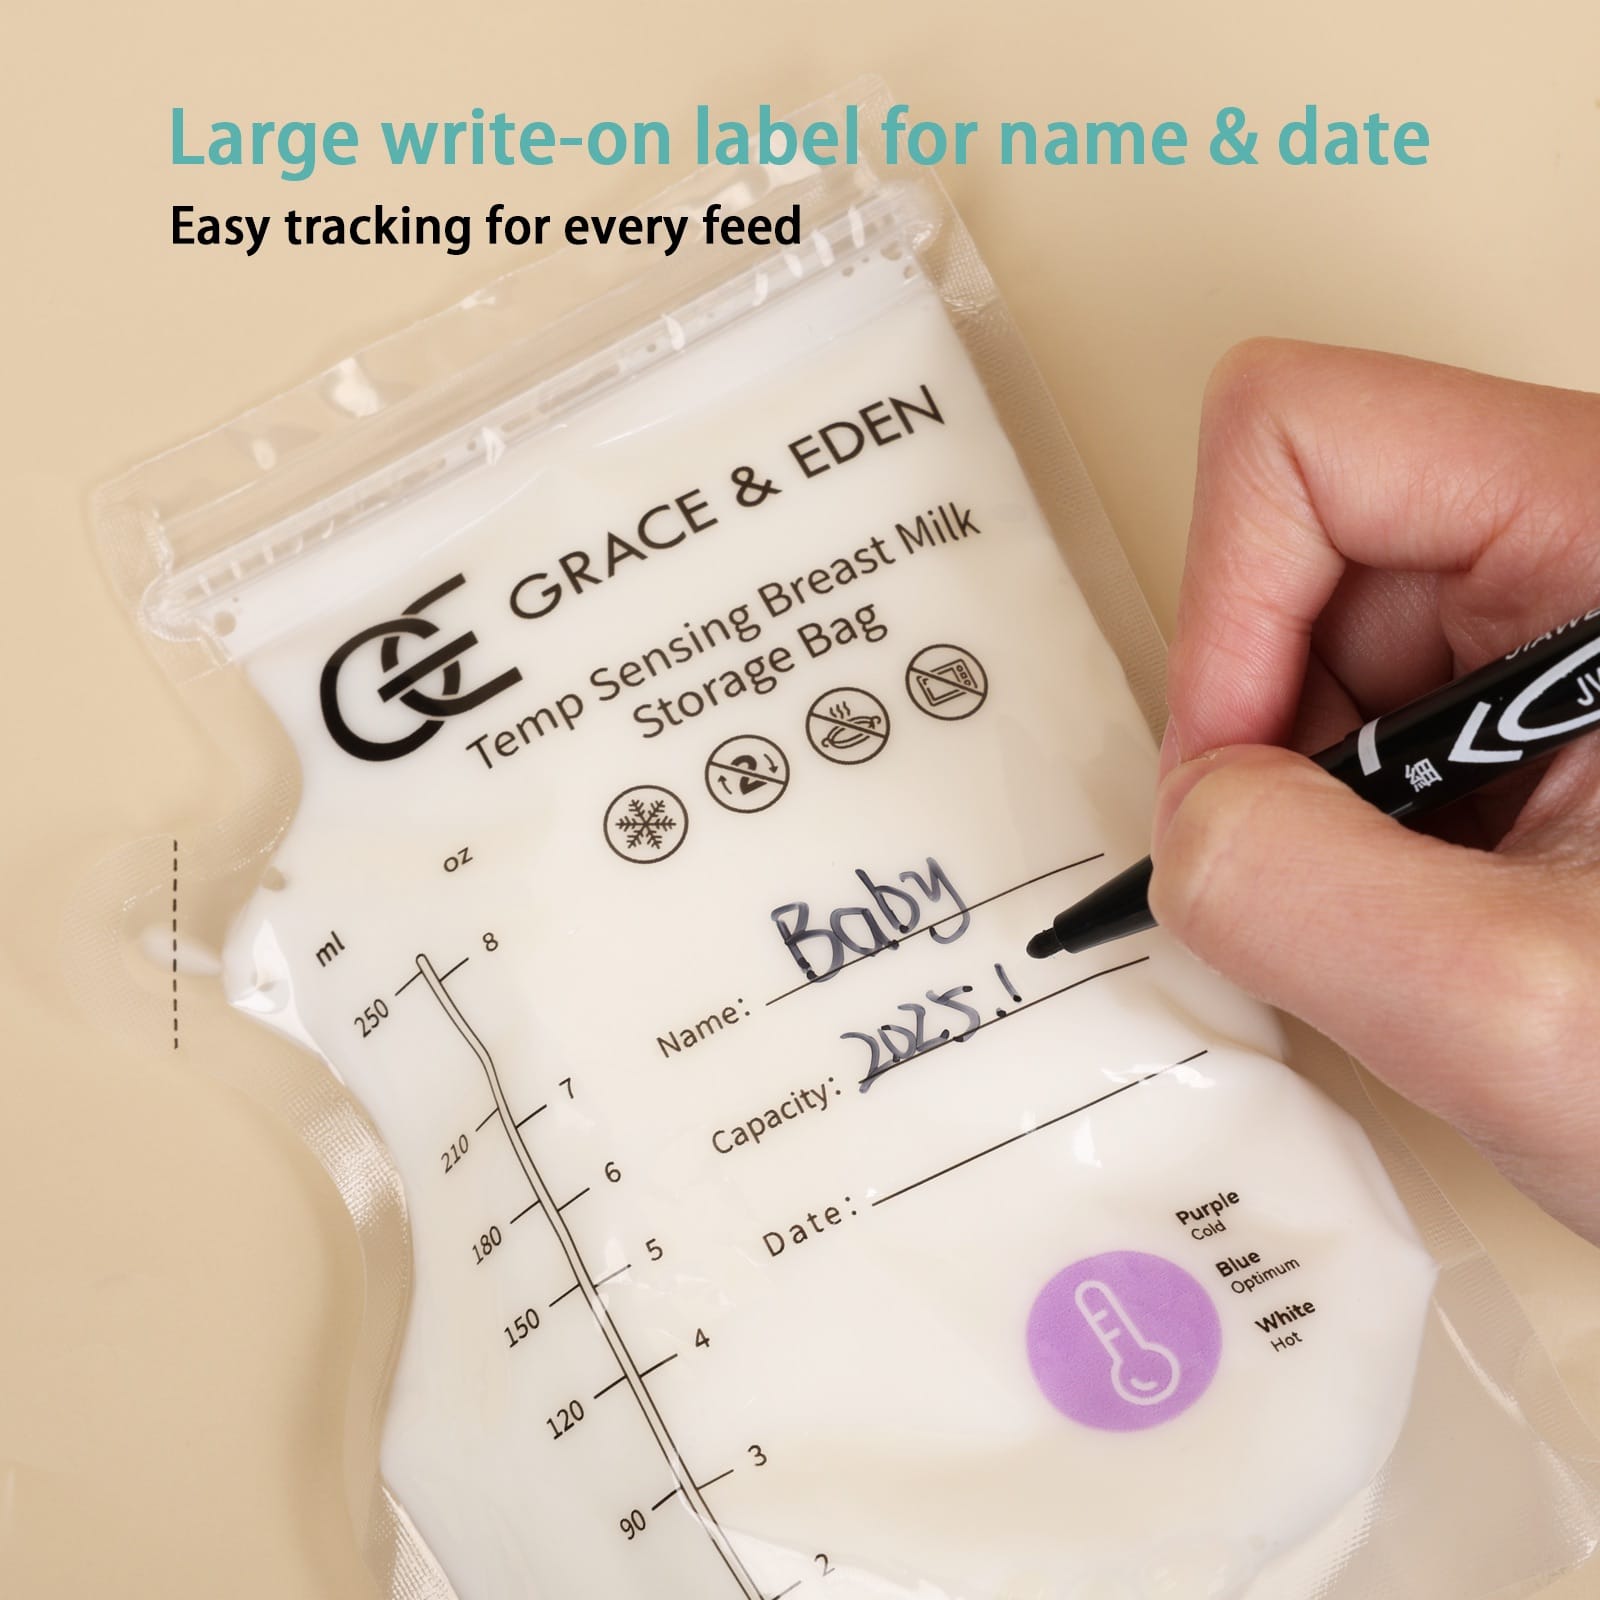 Large write-on label for name & date
Easy tracking for every feed
GRACE & EDEN
Temp Sensing Breast Milk
Storage Bag
2
oz
ml
8
250
7
210
6
180
5
150
4
120
3
90
2
Name: Baby
Capacity: 2025.1
Date:
Purple
Cold
Blue
Optimum
White
Hot
細